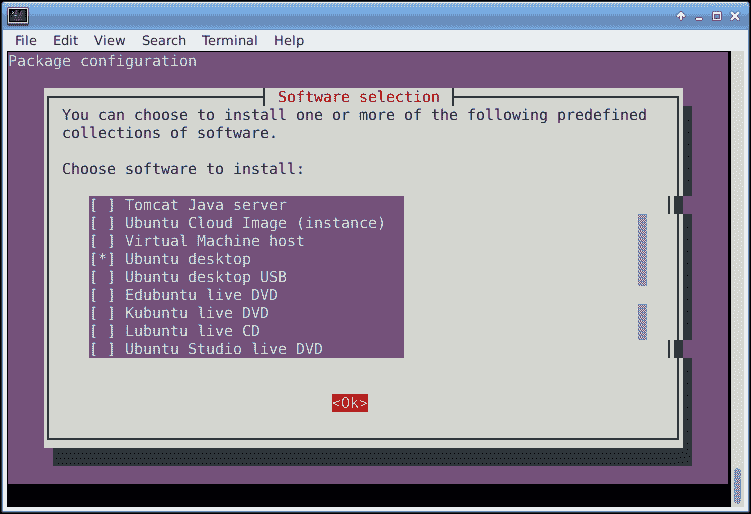 File Edit View Search Terminal Help
Package configuration
Software selection
You can choose to install one or more of the following predefined
collections of software.
Choose software to install:
[ ] Tomcat Java server
[ ] Ubuntu Cloud Image (instance)
[ ] Virtual Machine host
[*] Ubuntu desktop
[ ] Ubuntu desktop USB
[ ] Edubuntu live DVD
[ ] Kubuntu live DVD
[ ] Lubuntu live CD
[ ] Ubuntu Studio live DVD
<Ok>